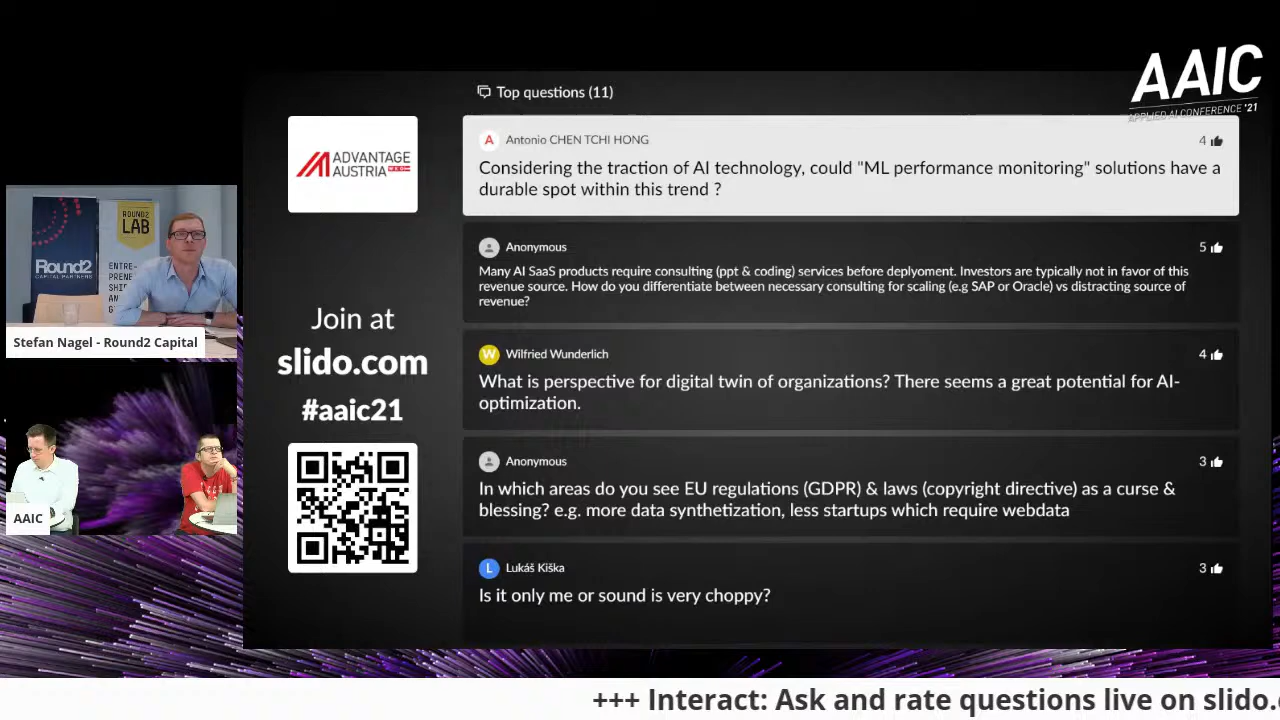 AAIC
APPLIED AI CONFERENCE '21
Top questions (11)
ADVANTAGE
AUSTRIA
A
Antonio CHEN TCHI HONG
4
Considering the traction of AI technology, could "ML performance monitoring" solutions have a
durable spot within this trend ?
Anonymous
5
Many AI SaaS products require consulting (ppt & coding) services before deplyoment. Investors are typically not in favor of this
revenue source. How do you differentiate between necessary consulting for scaling (e.g SAP or Oracle) vs distracting source of
revenue?
W
Wilfried Wunderlich
4
What is perspective for digital twin of organizations? There seems a great potential for AI-
optimization.
Anonymous
3
In which areas do you see EU regulations (GDPR) & laws (copyright directive) as a curse &
blessing? e.g. more data synthetization, less startups which require webdata
L
Lukáš Kiška
3
Is it only me or sound is very choppy?
Join at
slido.com
#aaic21
Round2
CAPITAL PARTNERS
ROUND2
LAB
ENTRE-
PRENE
SHIP
AN
G
Stefan Nagel - Round2 Capital
AAIC
+++ Interact: Ask and rate questions live on slido.